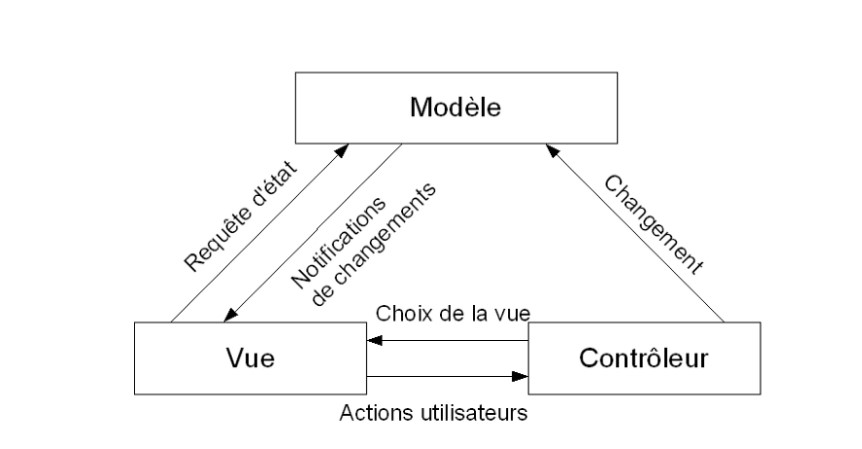 Modèle
Requête d'état
Notifications
de changements
Changement
Choix de la vue
Vue
Contrôleur
Actions utilisateurs